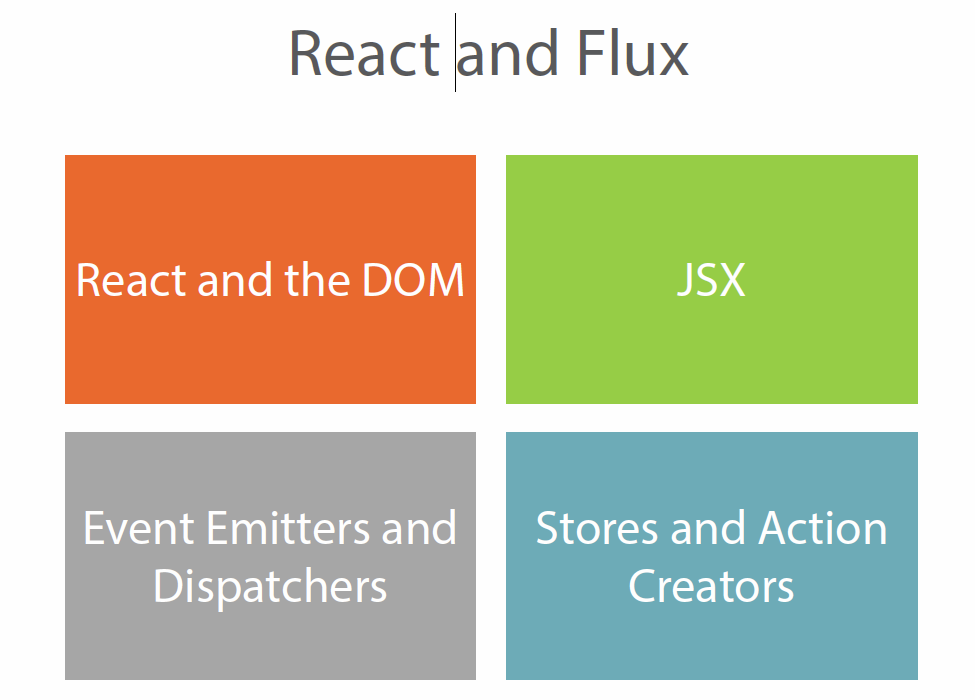 React and Flux
React and the DOM
JSX
Event Emitters and
Dispatchers
Stores and Action
Creators